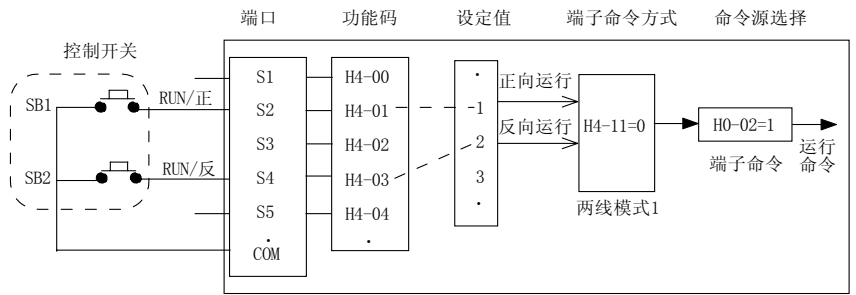 端口 功能码 设定值 端子命令方式 命令源选择
控制开关
S1 H4-00
SB1 RUN/正 S2 H4-01 1 正向运行
S3 H4-02 2 反向运行 H4-11=0 H0-02=1 运行命令
SB2 RUN/反 S4 H4-03 3 端子命令
S5 H4-04 两线模式1
COM